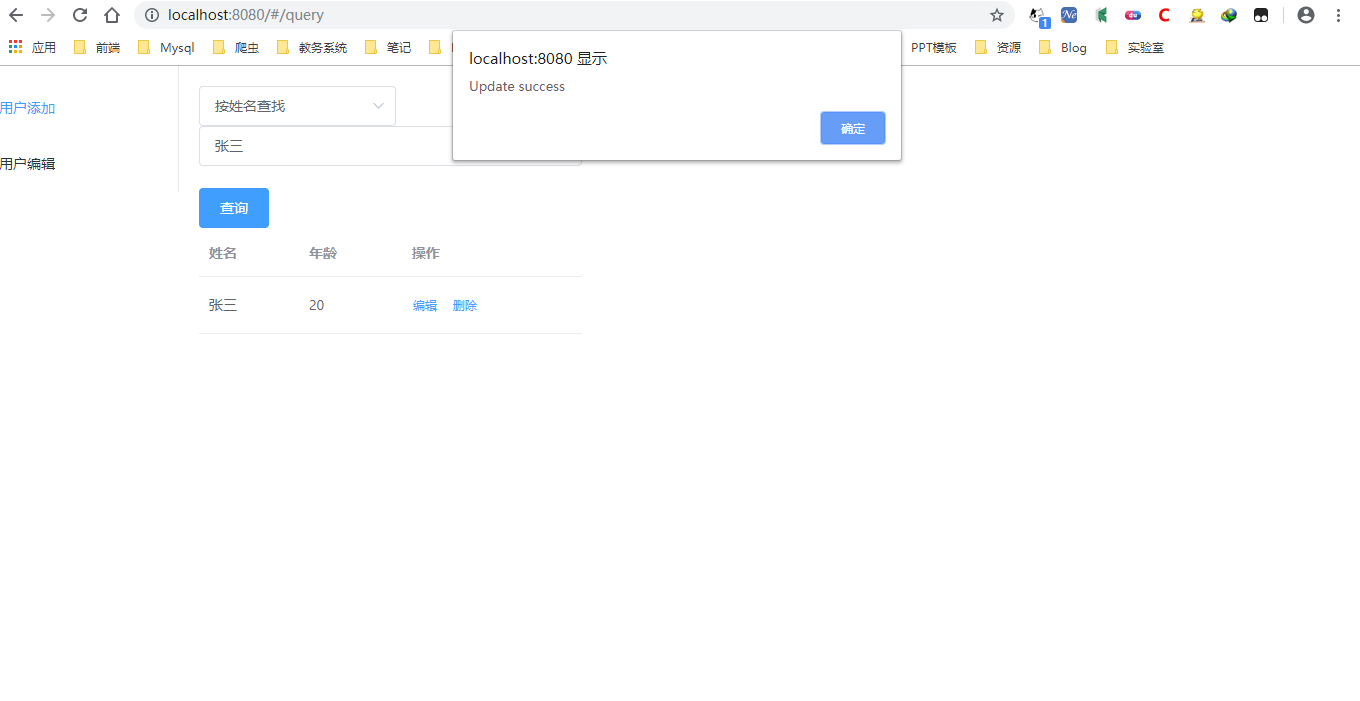 localhost:8080/#/query
1
应用 前端 Mysql 爬虫 教务系统 笔记 PPT模板 资源 Blog 实验室
localhost:8080 显示
Update success
确定
用户添加
用户编辑
按姓名查找
张三
查询
姓名 年龄 操作
张三 20 编辑 删除